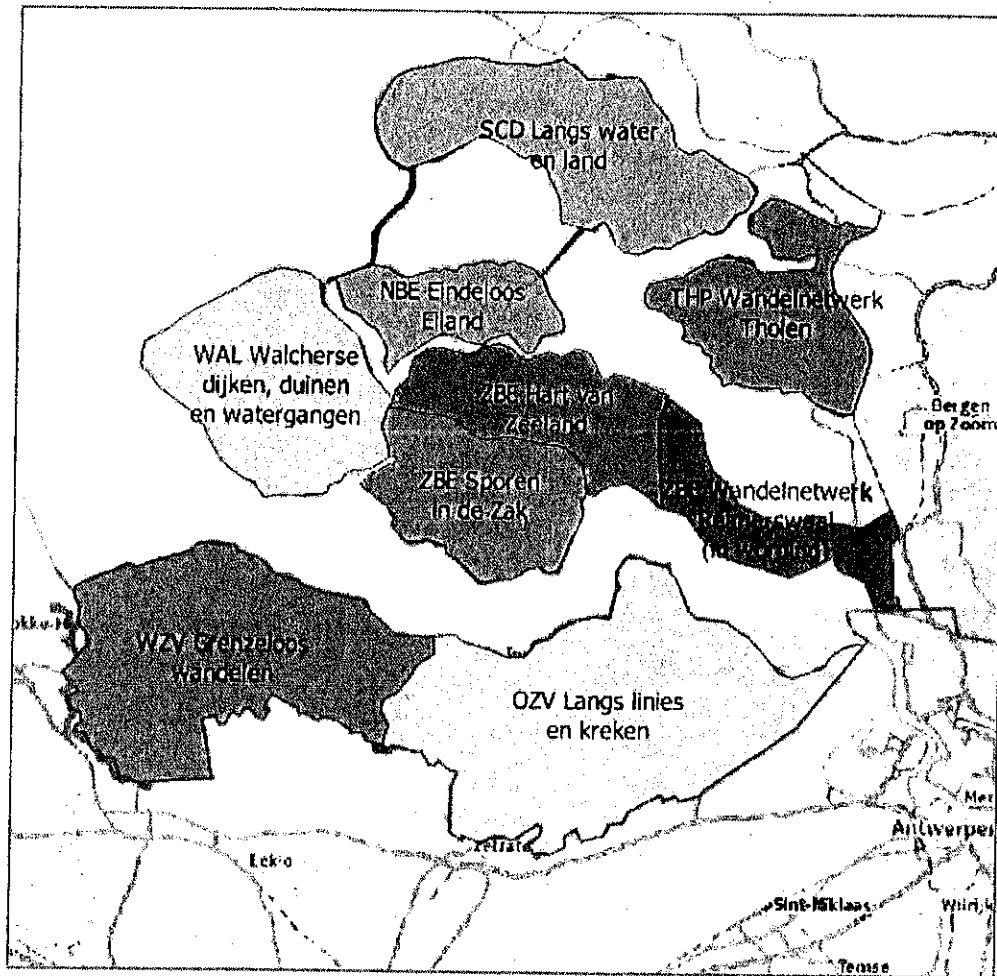 SCD Langs water
en land
NBE Eindeloos
Eiland
THP Wandelnetwerk
Tholen
WAL Walcherse
dijken, duinen
en watergangen
ZBE Hart van
Zeeland
Bergen
op Zoom
ZBE Sporen
in de Zak
ZBE Wandelnetwerk
Reimerswaal
WZV Grenzeloos
wandelen
OZV Langs linies
en kreken
Zelzate
Eeklo
Antwerpen
Sint-Niklaas
Temse